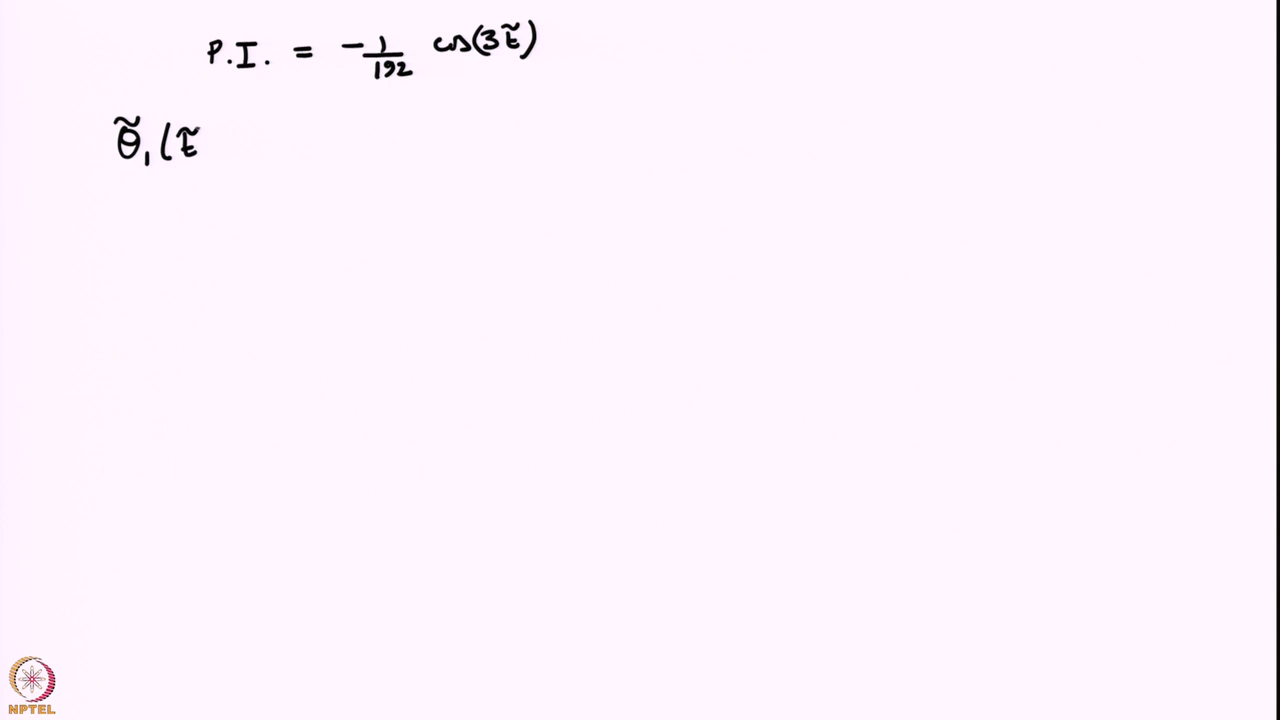 P.I. = -1/192 cos(3t̃)
θ̃₁(t̃
NPTEL